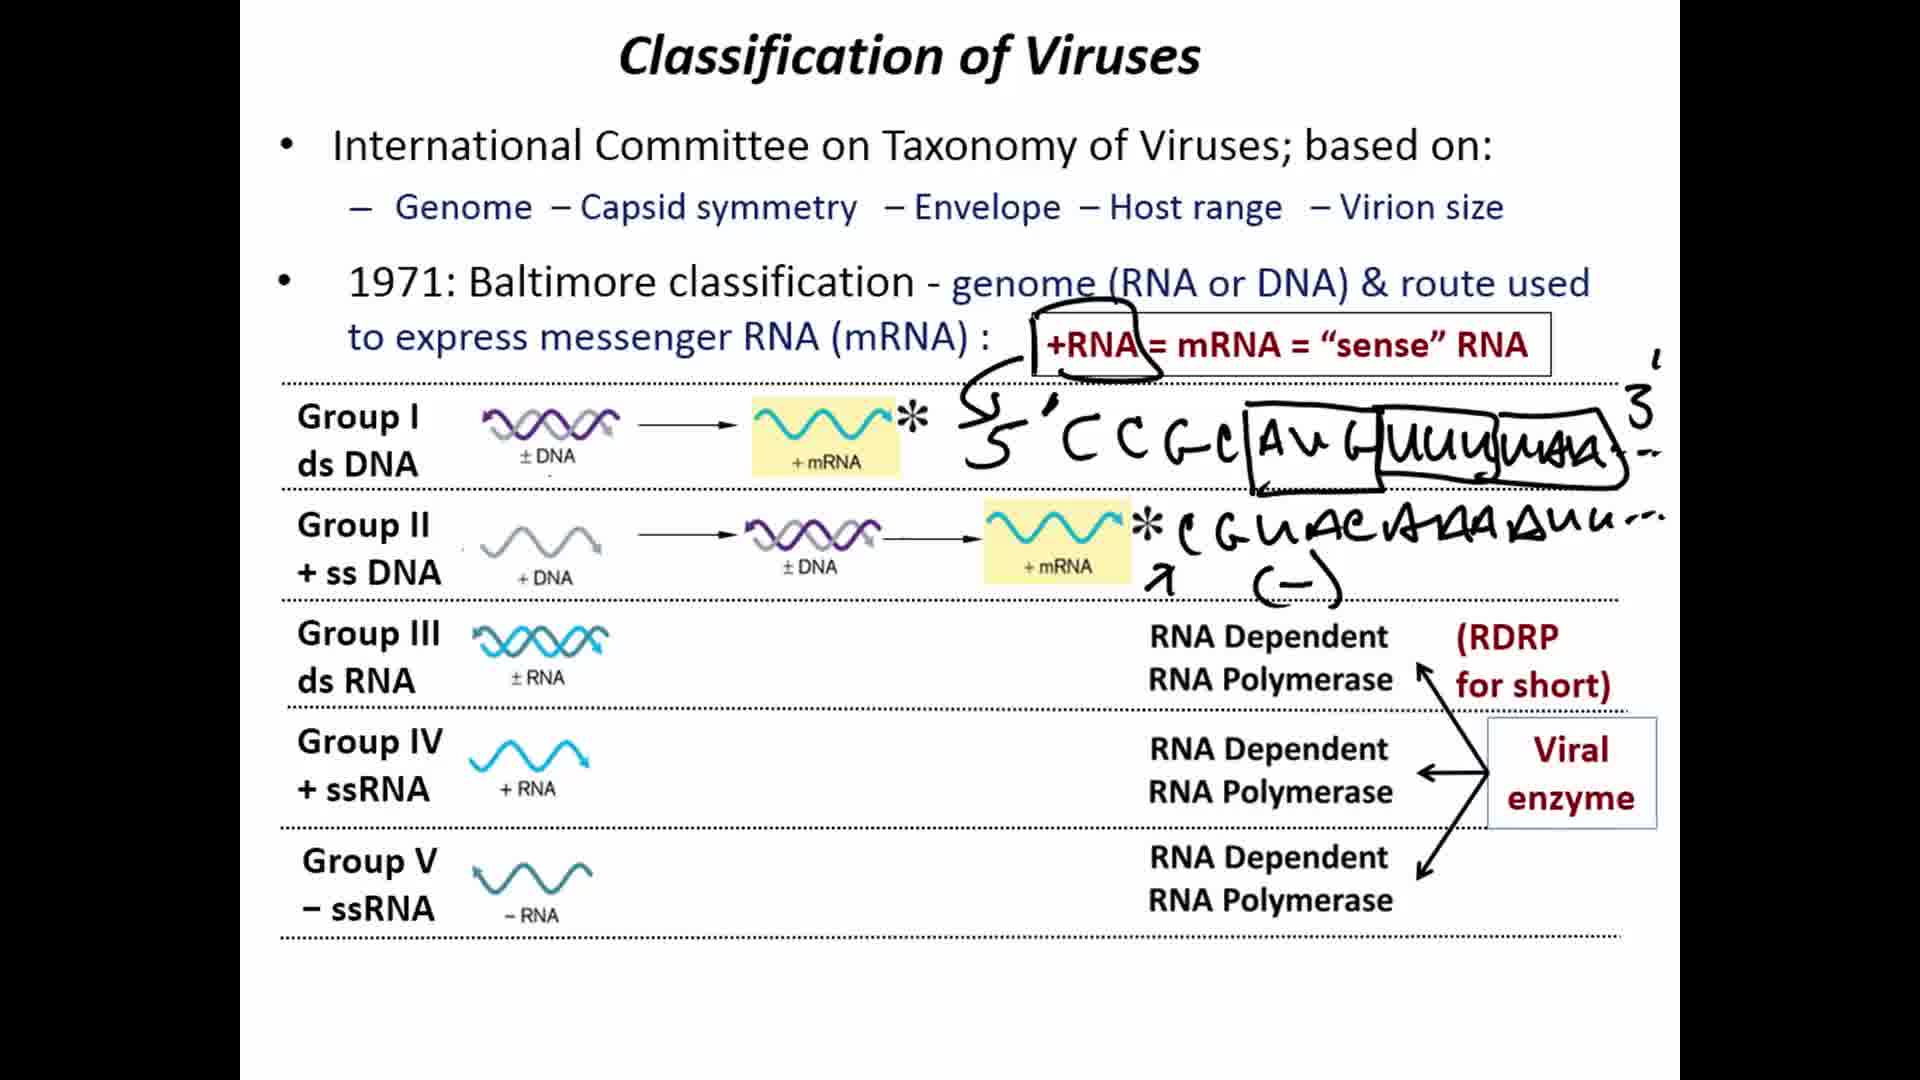 Classification of Viruses
• International Committee on Taxonomy of Viruses; based on:
– Genome – Capsid symmetry – Envelope – Host range – Virion size
• 1971: Baltimore classification - genome (RNA or DNA) & route used
to express messenger RNA (mRNA) :
+RNA = mRNA = “sense” RNA
Group I
ds DNA
± DNA
+ mRNA
*
5' CCGC AUG UUU UAA ... 3'
Group II
+ ss DNA
+ DNA
± DNA
+ mRNA
*
CGUACAAAAUU...
(-)
Group III
ds RNA
± RNA
RNA Dependent
RNA Polymerase
(RDRP
for short)
Group IV
+ ssRNA
+ RNA
RNA Dependent
RNA Polymerase
Viral
enzyme
Group V
– ssRNA
– RNA
RNA Dependent
RNA Polymerase